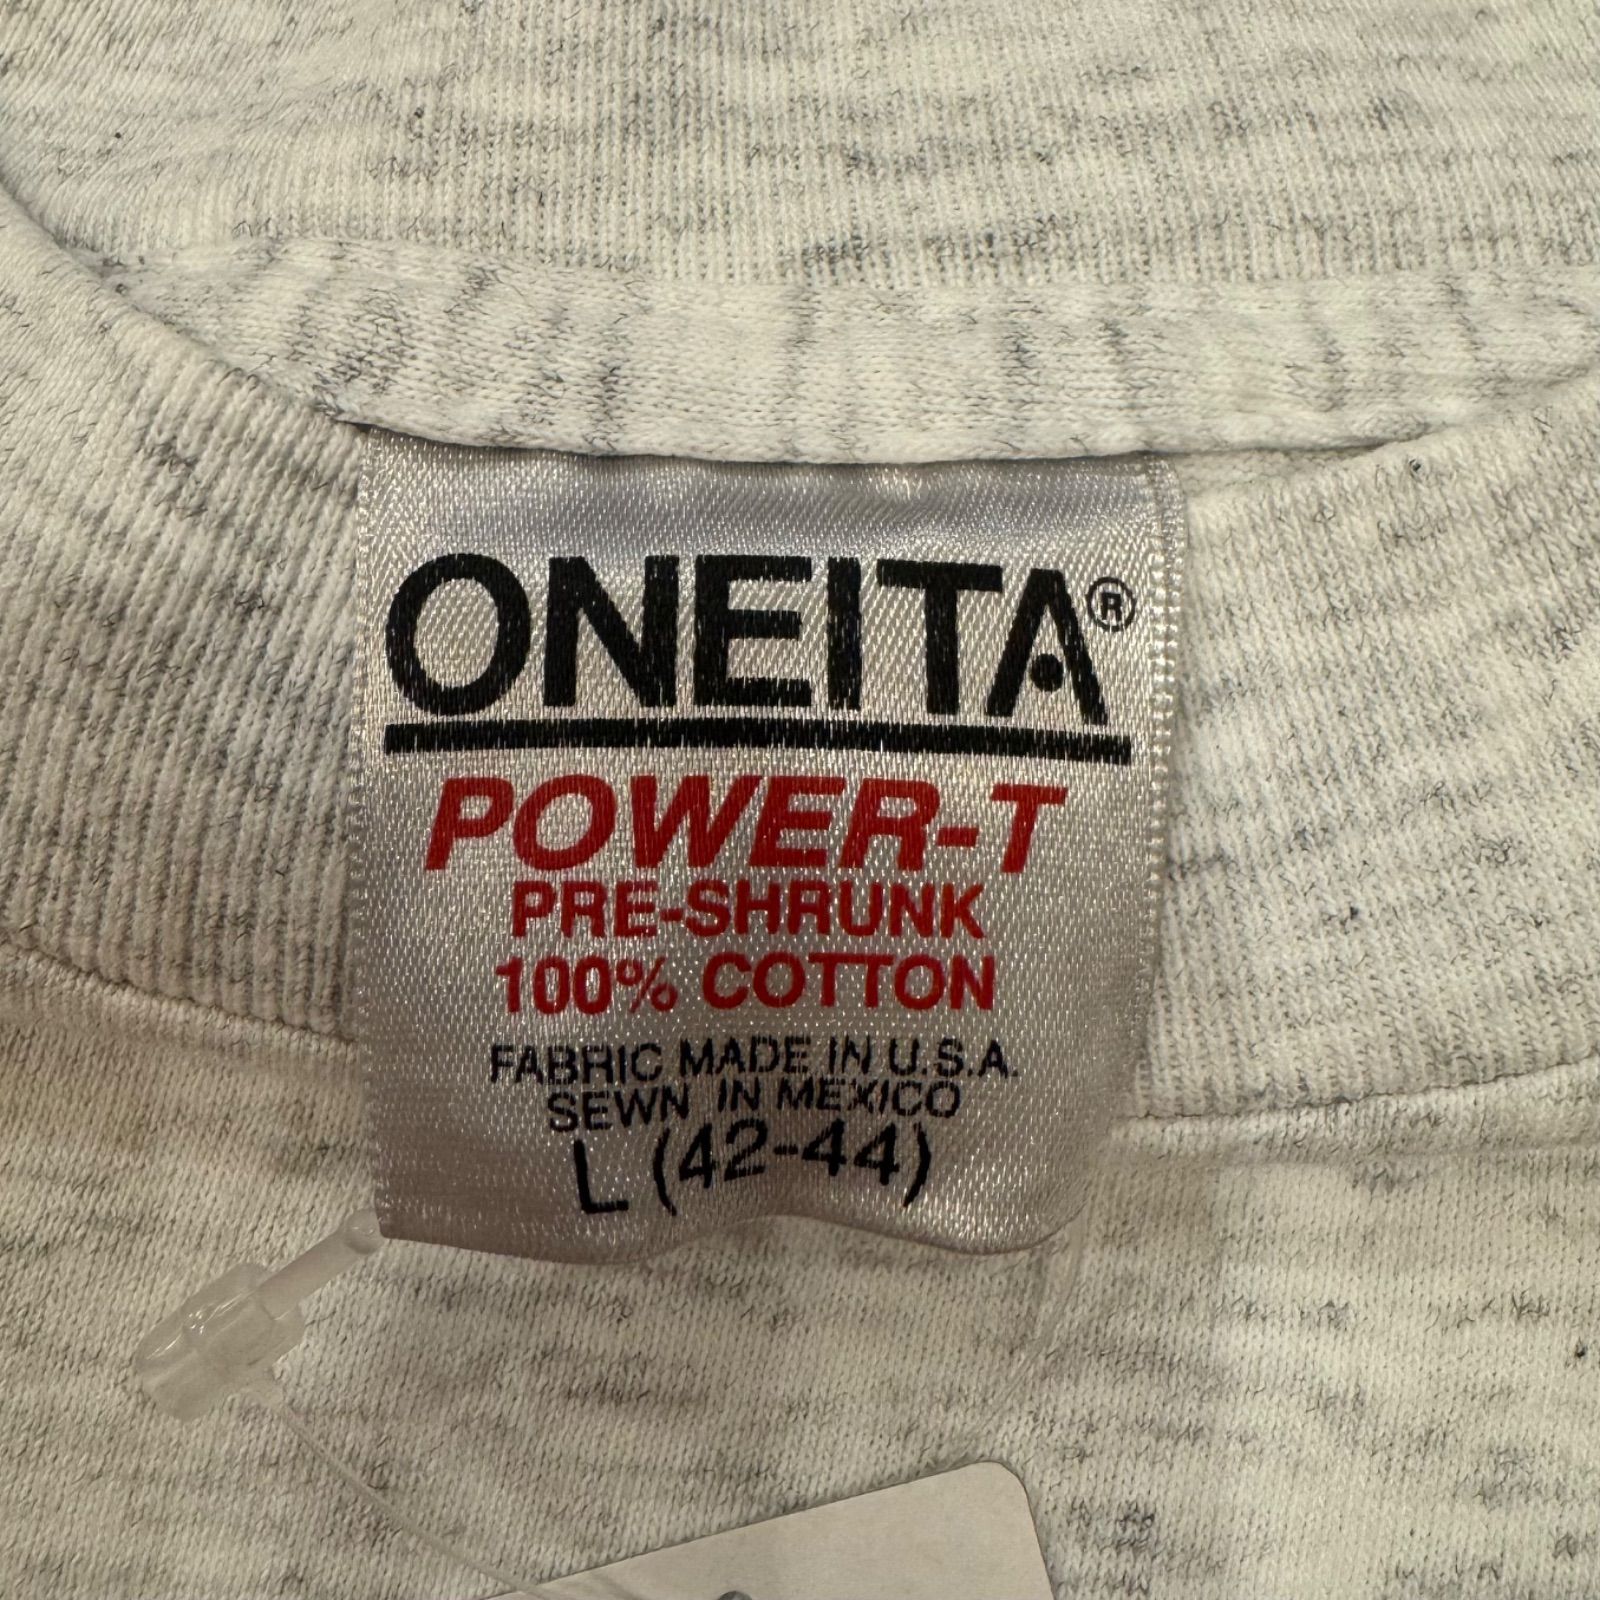 ONEITA®
POWER-T
PRE-SHRUNK
100% COTTON
FABRIC MADE IN U.S.A.
SEWN IN MEXICO
L (42-44)